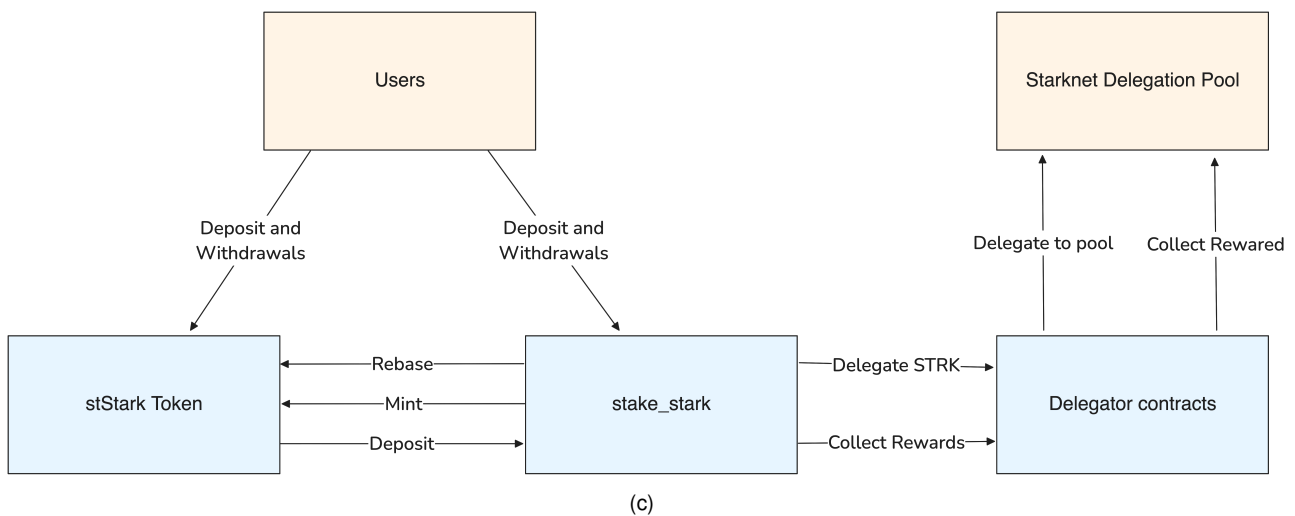 Users
Starknet Delegation Pool
Deposit and
Withdrawals
Deposit and
Withdrawals
Delegate to pool
Collect Rewared
stStark Token
Rebase
Mint
Deposit
stake_stark
Delegate STRK
Collect Rewards
Delegator contracts
(c)